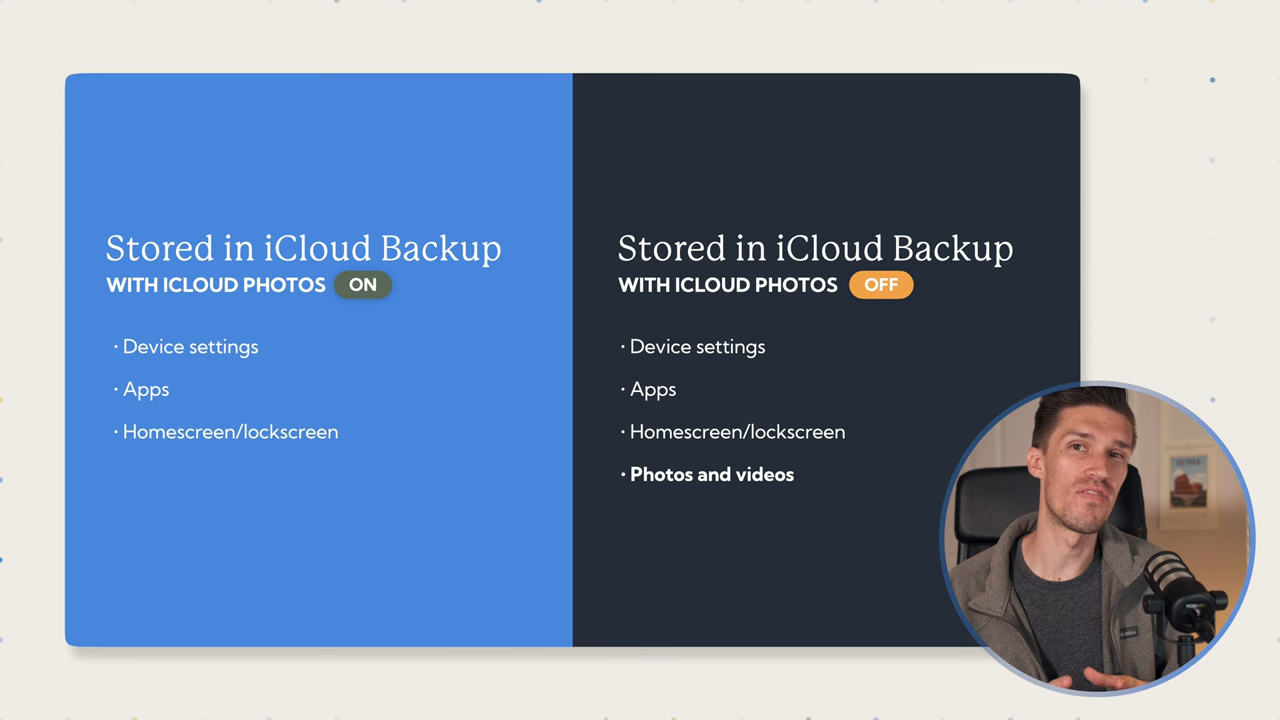 Stored in iCloud Backup
WITH ICLOUD PHOTOS ON
· Device settings
· Apps
· Homescreen/lockscreen
Stored in iCloud Backup
WITH ICLOUD PHOTOS OFF
· Device settings
· Apps
· Homescreen/lockscreen
· Photos and videos
ROMA